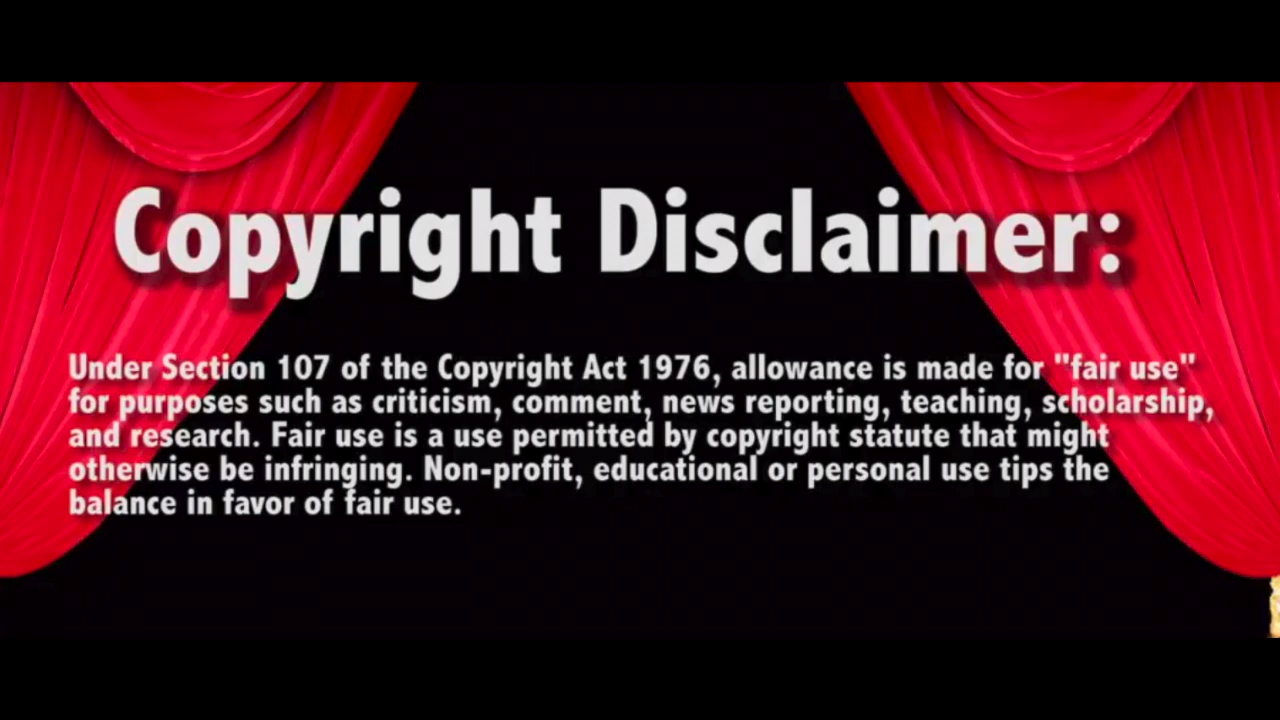 Copyright Disclaimer:
Under Section 107 of the Copyright Act 1976, allowance is made for "fair use"
for purposes such as criticism, comment, news reporting, teaching, scholarship,
and research. Fair use is a use permitted by copyright statute that might
otherwise be infringing. Non-profit, educational or personal use tips the
balance in favor of fair use.